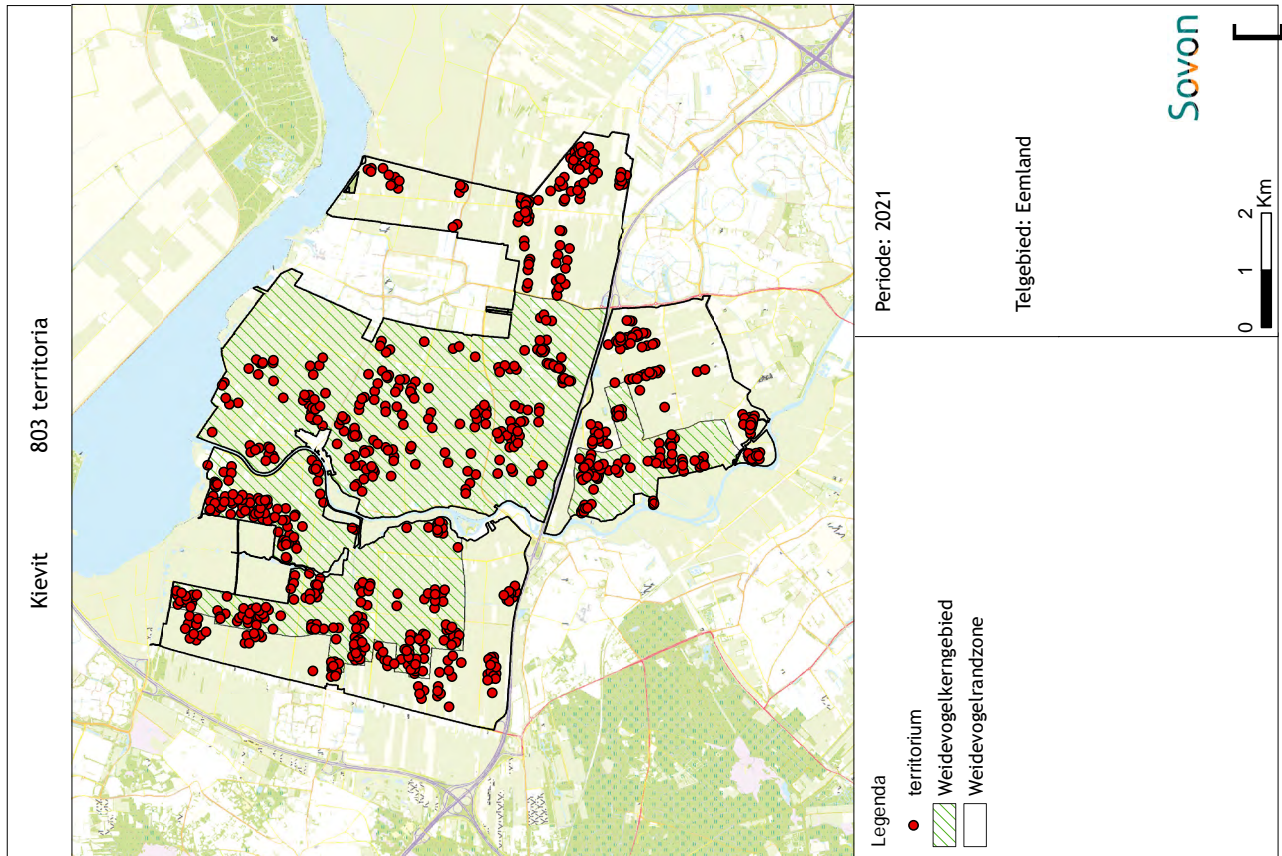 Kievit 803 territoria
Legenda
territorium
Weidevogelkerngebied
Weidevogelrandzone
Periode: 2021
Telgebied: Eemland
0 1 2
Km
Sovon